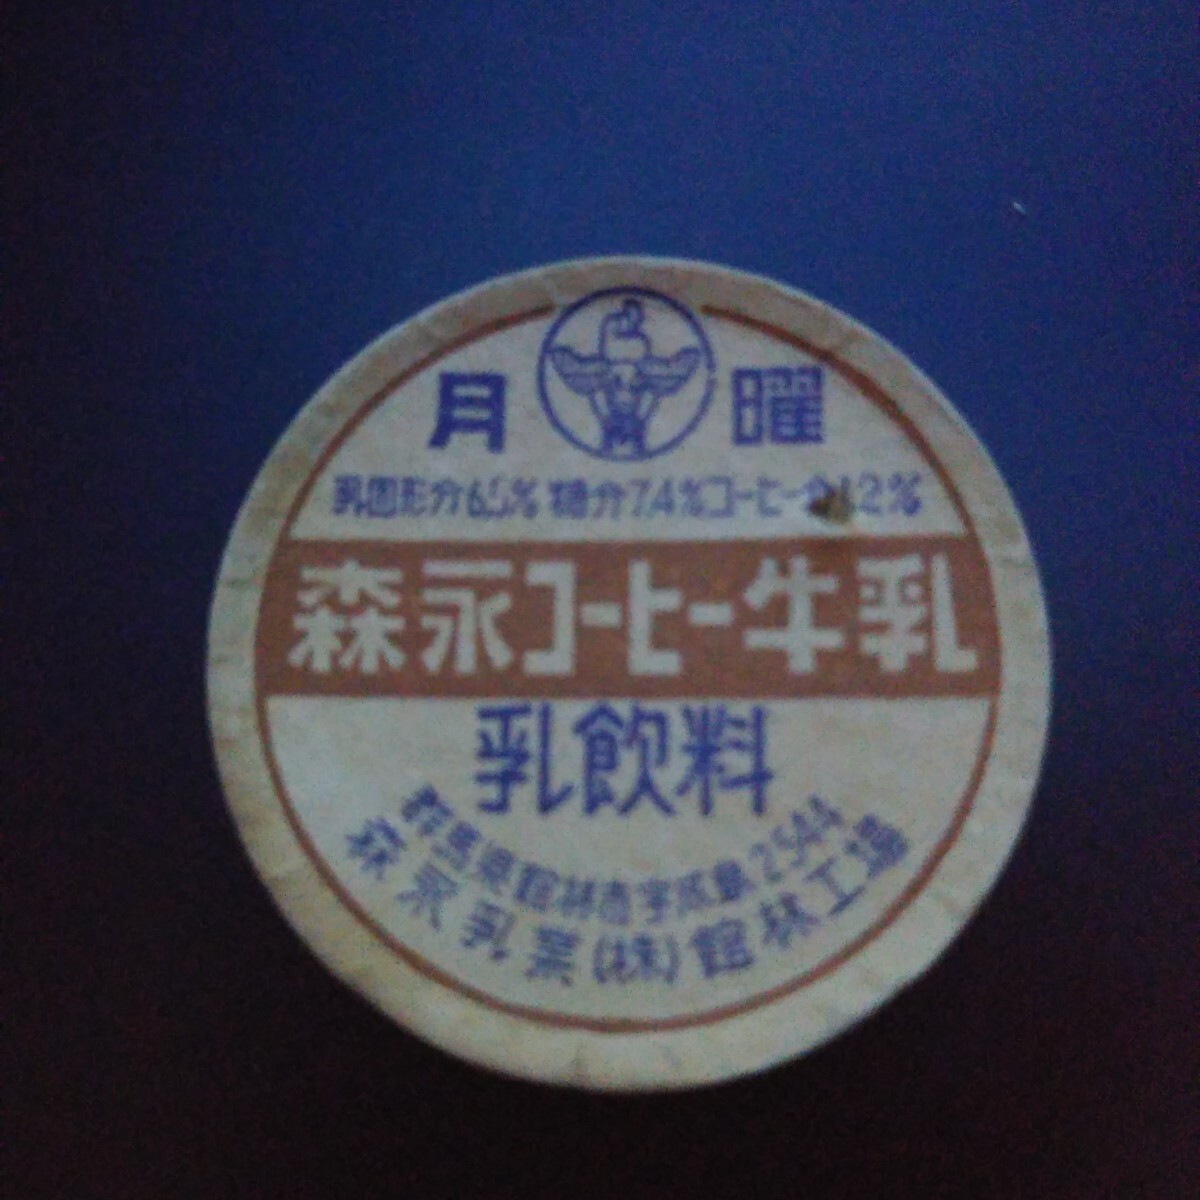 月曜
乳固形分6.5%糖分7.4%コーヒー分1.2%
森永コーヒー牛乳
乳飲料
群馬県館林市字成島2544
森永乳業(株)館林工場